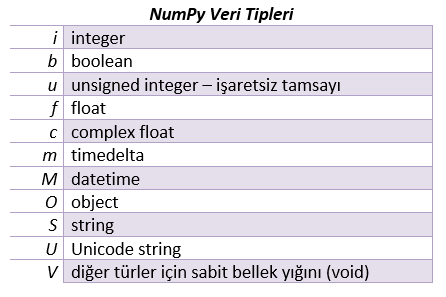 NumPy Veri Tipleri
i integer
b boolean
u unsigned integer – işaretsiz tamsayı
f float
c complex float
m timedelta
M datetime
O object
S string
U Unicode string
V diğer türler için sabit bellek yığını (void)